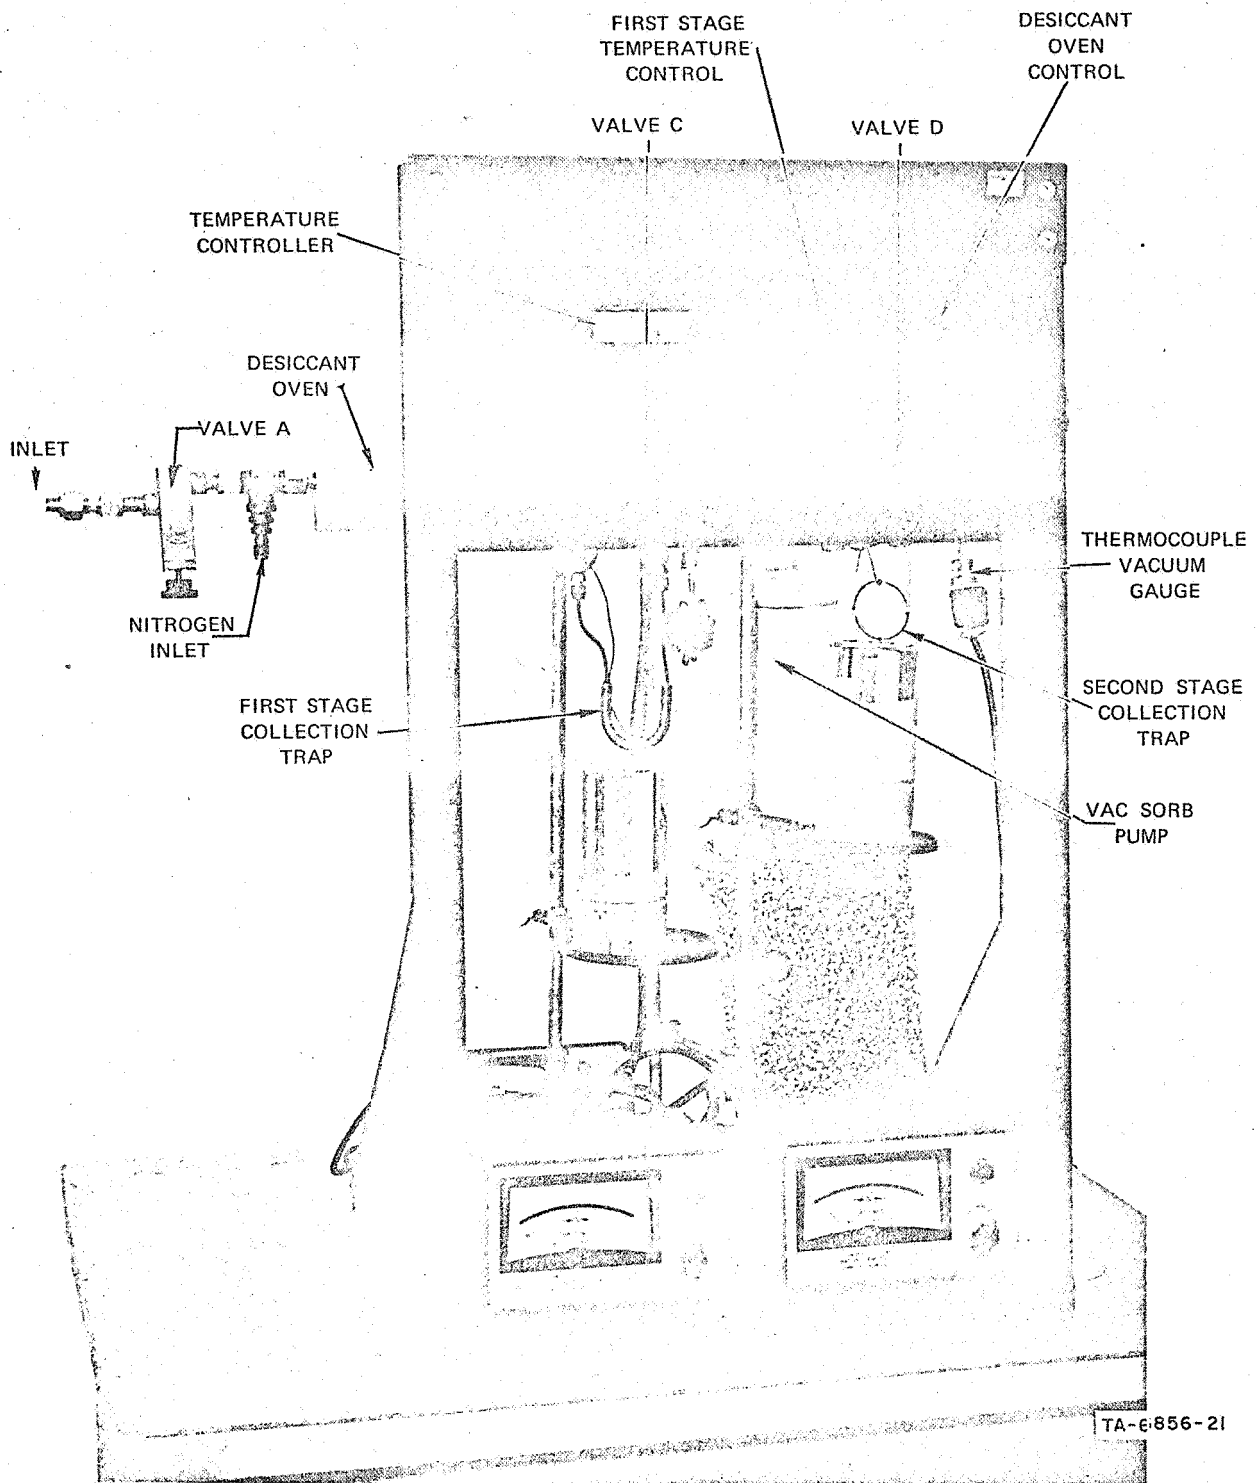 FIRST STAGE
TEMPERATURE
CONTROL
DESICCANT
OVEN
CONTROL
VALVE C
VALVE D
TEMPERATURE
CONTROLLER
DESICCANT
OVEN
VALVE A
INLET
NITROGEN
INLET
THERMOCOUPLE
VACUUM
GAUGE
FIRST STAGE
COLLECTION
TRAP
SECOND STAGE
COLLECTION
TRAP
VAC SORB
PUMP
TA-6856-21